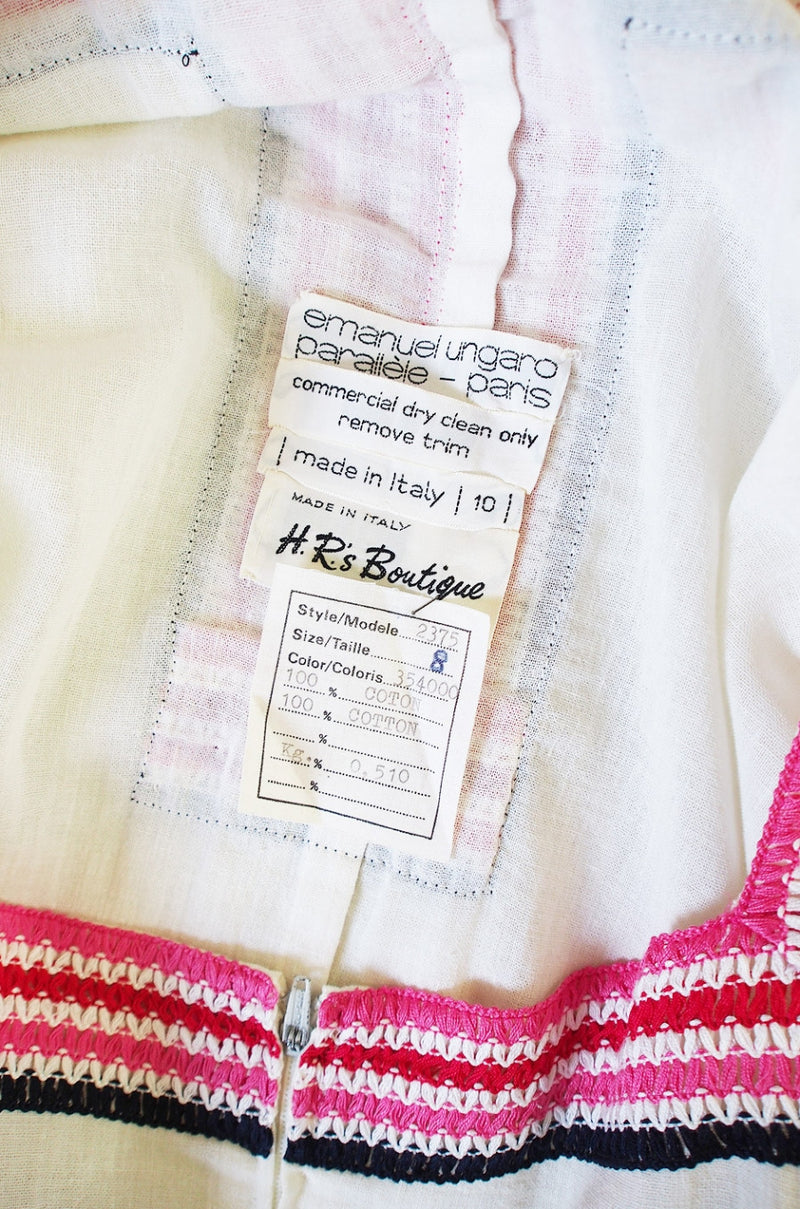 emanuel ungaro
parallèle – paris
commercial dry clean only
remove trim
| made in Italy | 10 |
MADE IN ITALY
H.R.'s Boutique
Style/Modele 2375
Size/Taille 8
Color/Coloris 354000
100 % COTON
100 % COTTON
%
Kg. % 0.510
%